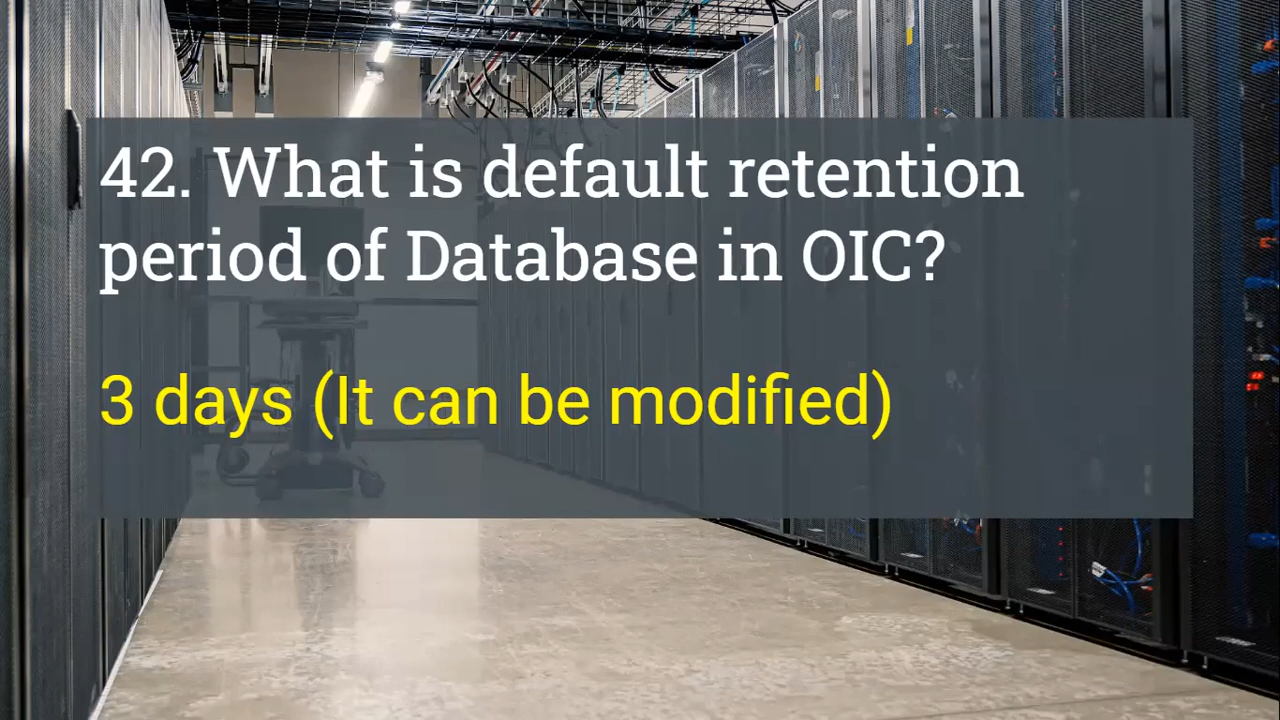 42. What is default retention
period of Database in OIC?
3 days (It can be modified)